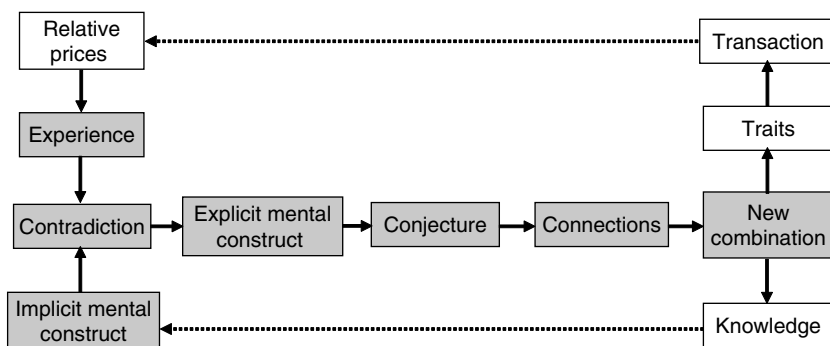 Relative
prices
Transaction
Experience
Traits
Contradiction
Explicit mental
construct
Conjecture
Connections
New
combination
Implicit mental
construct
Knowledge